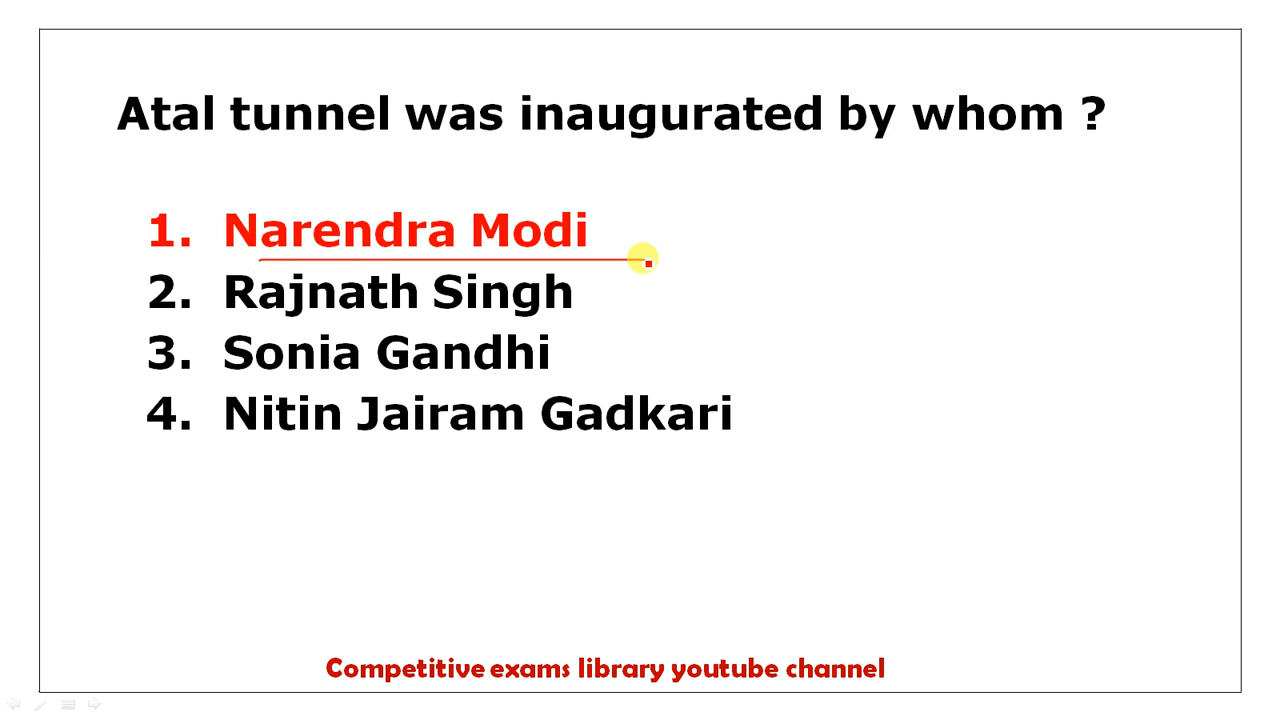 Atal tunnel was inaugurated by whom ?
1. Narendra Modi
2. Rajnath Singh
3. Sonia Gandhi
4. Nitin Jairam Gadkari
Competitive exams library youtube channel